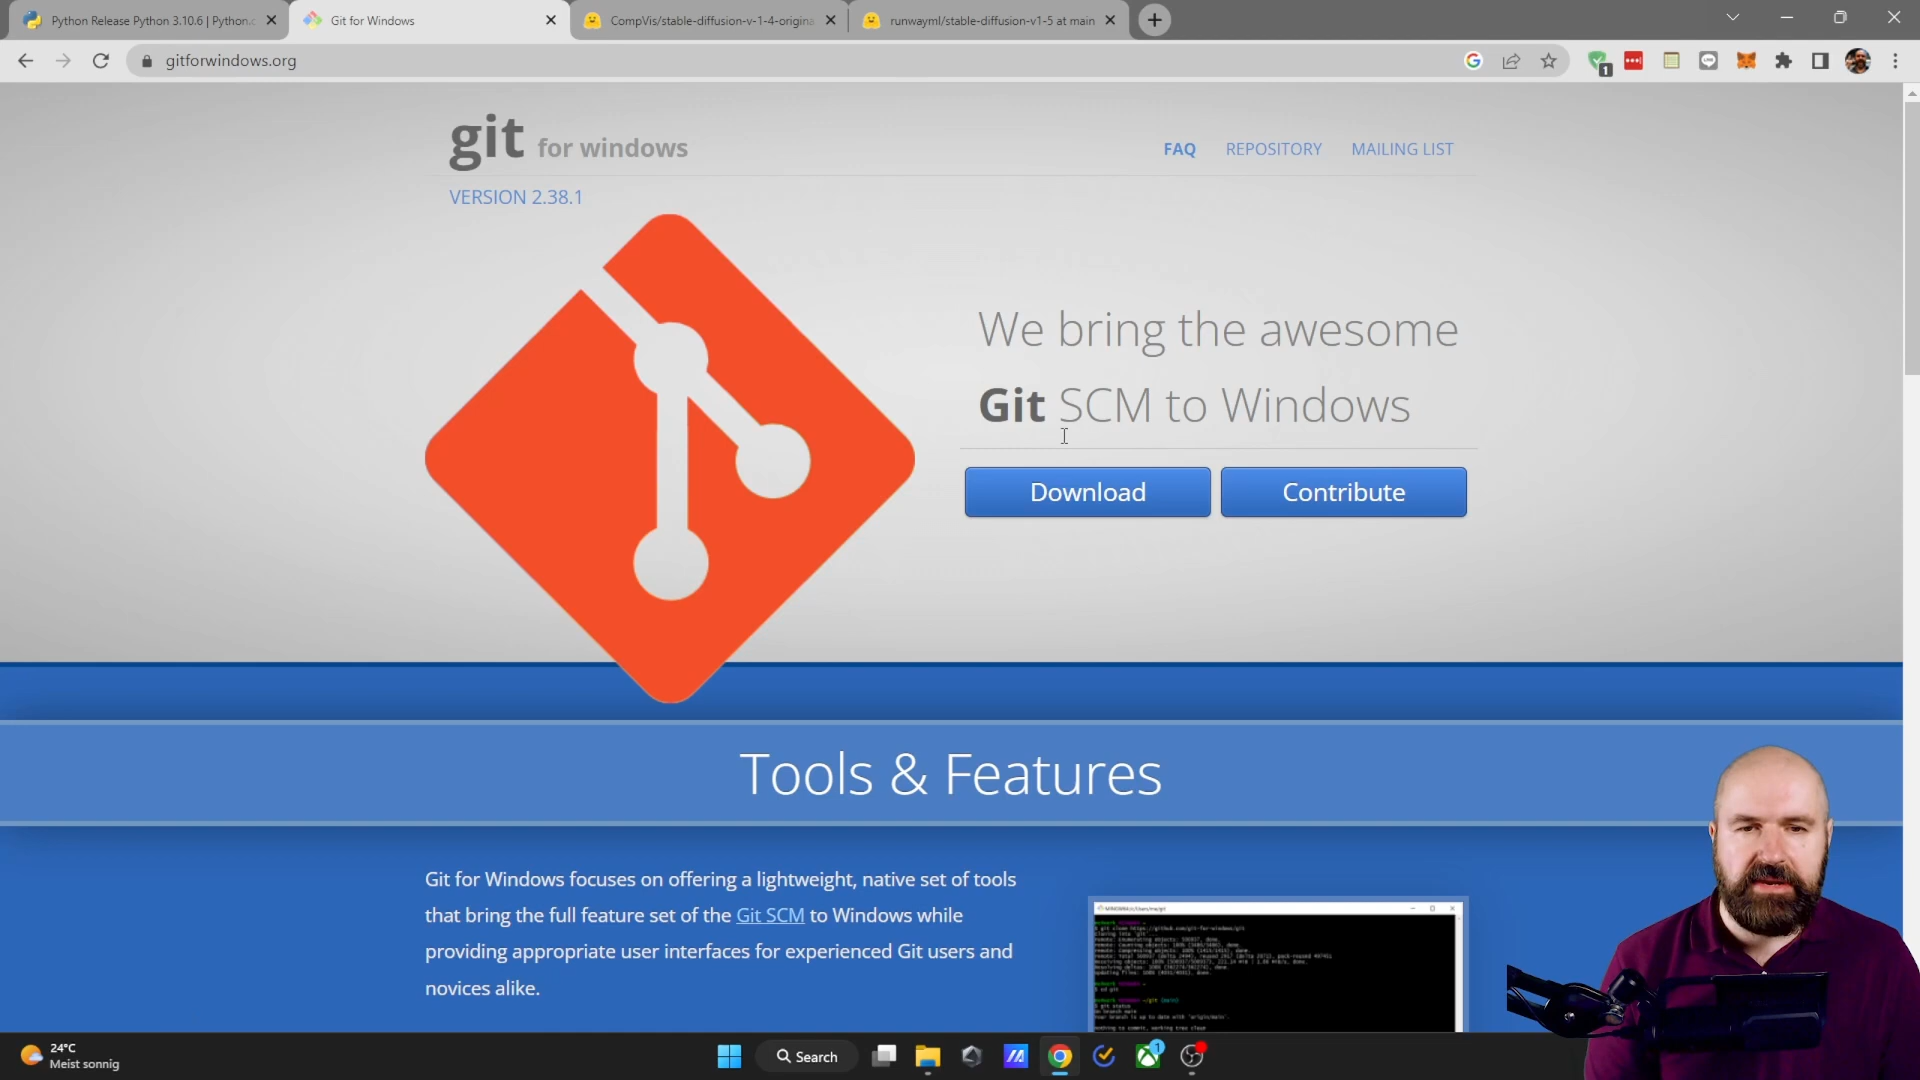 Python Release Python 3.10.6 | Python.o
Git for Windows
CompVis/stable-diffusion-v-1-4-origina
runwayml/stable-diffusion-v1-5 at main
gitforwindows.org
1
git for windows
FAQ
REPOSITORY
MAILING LIST
VERSION 2.38.1
We bring the awesome
Git SCM to Windows
Download
Contribute
Tools & Features
Git for Windows focuses on offering a lightweight, native set of tools
that bring the full feature set of the Git SCM to Windows while
providing appropriate user interfaces for experienced Git users and
novices alike.
24°C
Meist sonnig
Search
1